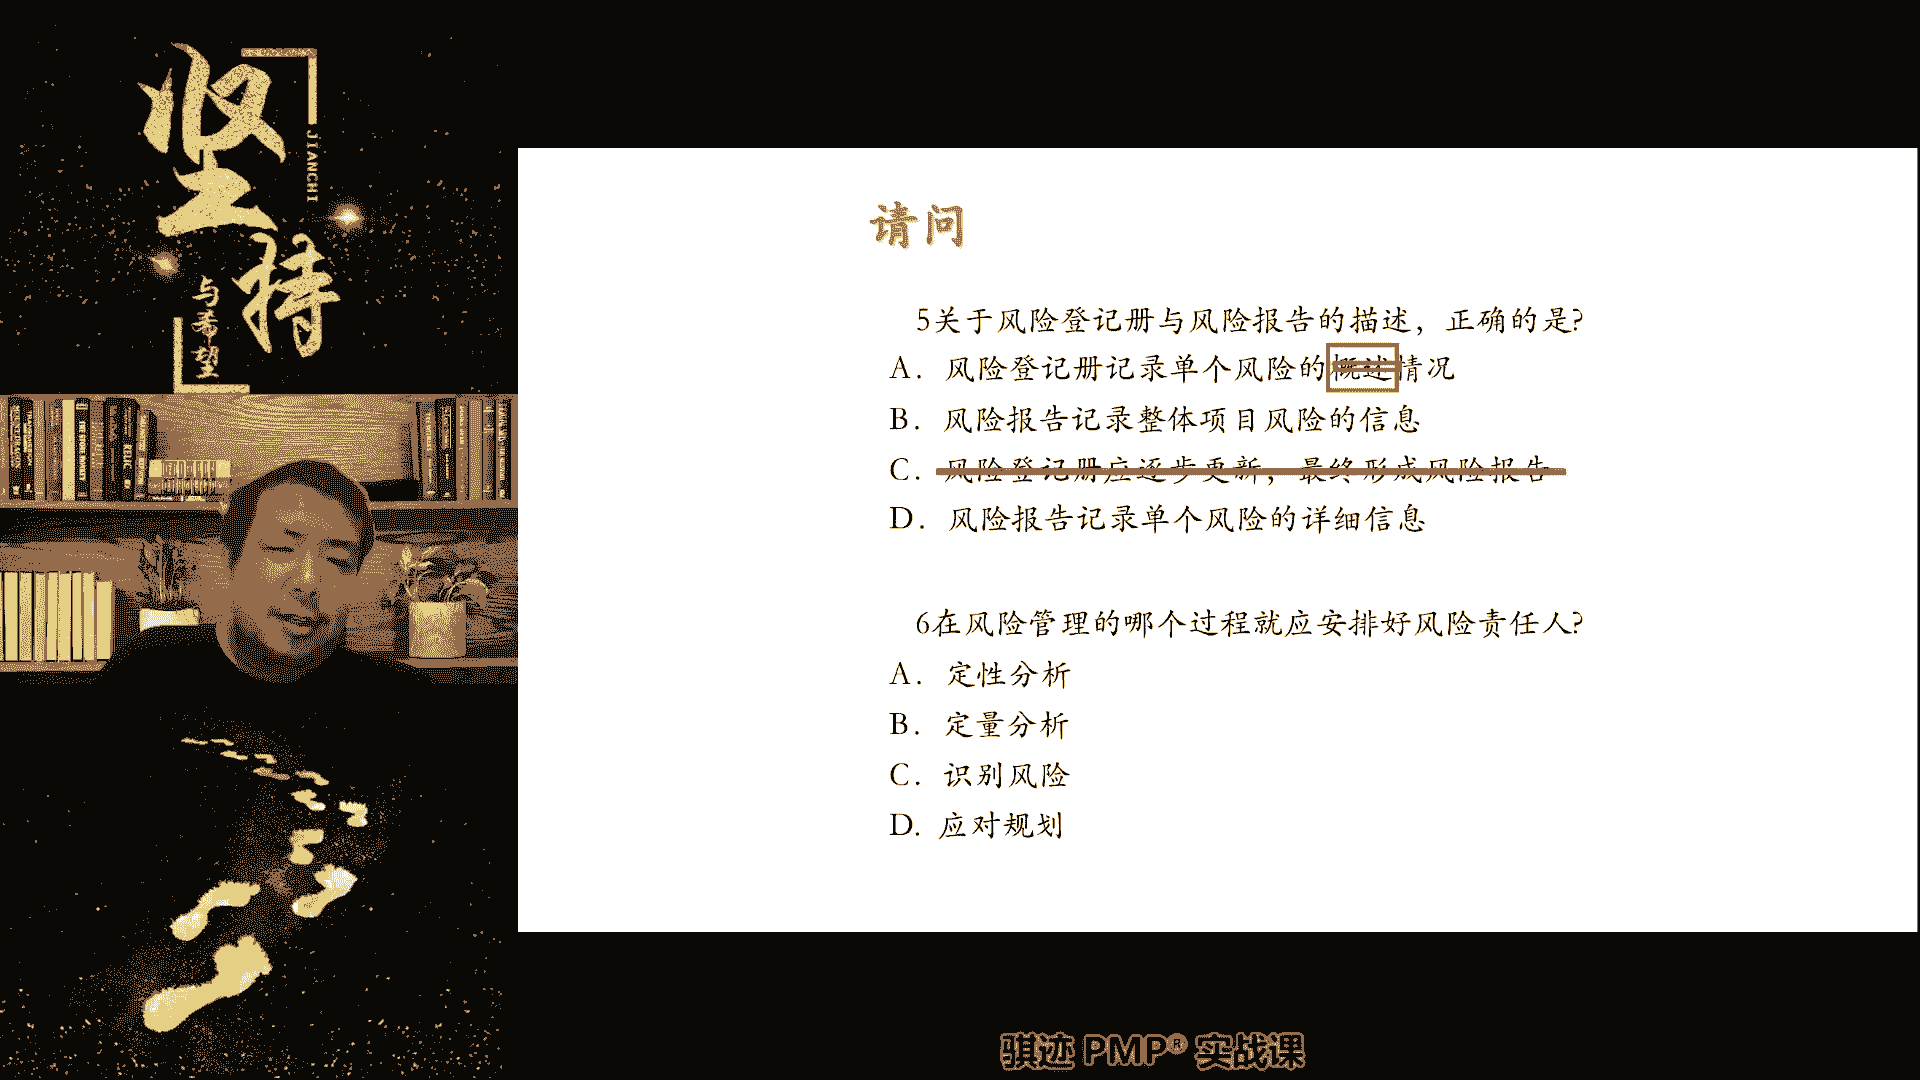 坚持
JIANCHI
与希望
请问
5关于风险登记册与风险报告的描述，正确的是?
A. 风险登记册记录单个风险的概述情况
B. 风险报告记录整体项目风险的信息
C. 风险登记册应逐步更新，最终形成风险报告
D. 风险报告记录单个风险的详细信息
6在风险管理的哪个过程就应安排好风险责任人?
A. 定性分析
B. 定量分析
C. 识别风险
D. 应对规划
骐迹 PMP® 实战课